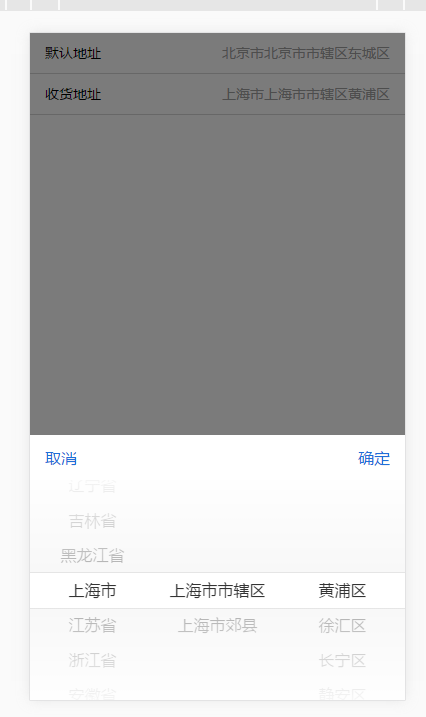 默认地址 北京市北京市市辖区东城区
收货地址 上海市上海市市辖区黄浦区
取消 确定
辽宁省
吉林省
黑龙江省
上海市 上海市市辖区 黄浦区
江苏省 上海市郊县 徐汇区
浙江省 长宁区
安徽省 静安区